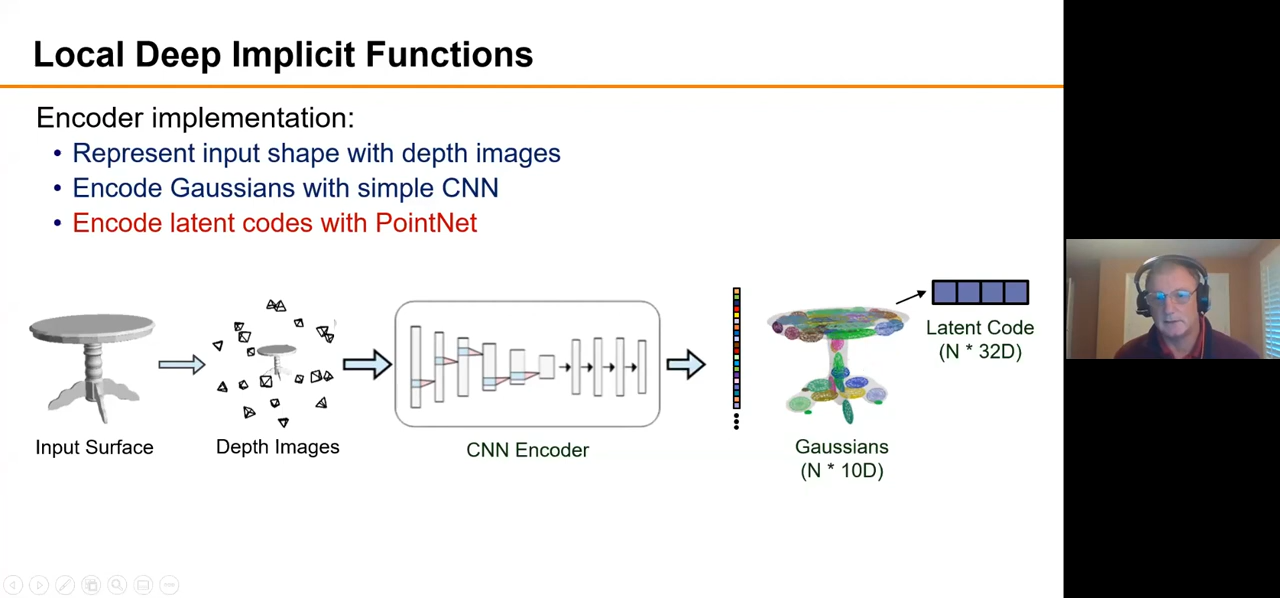 Local Deep Implicit Functions
Encoder implementation:
• Represent input shape with depth images
• Encode Gaussians with simple CNN
• Encode latent codes with PointNet
Latent Code
(N * 32D)
Input Surface
Depth Images
CNN Encoder
Gaussians
(N * 10D)